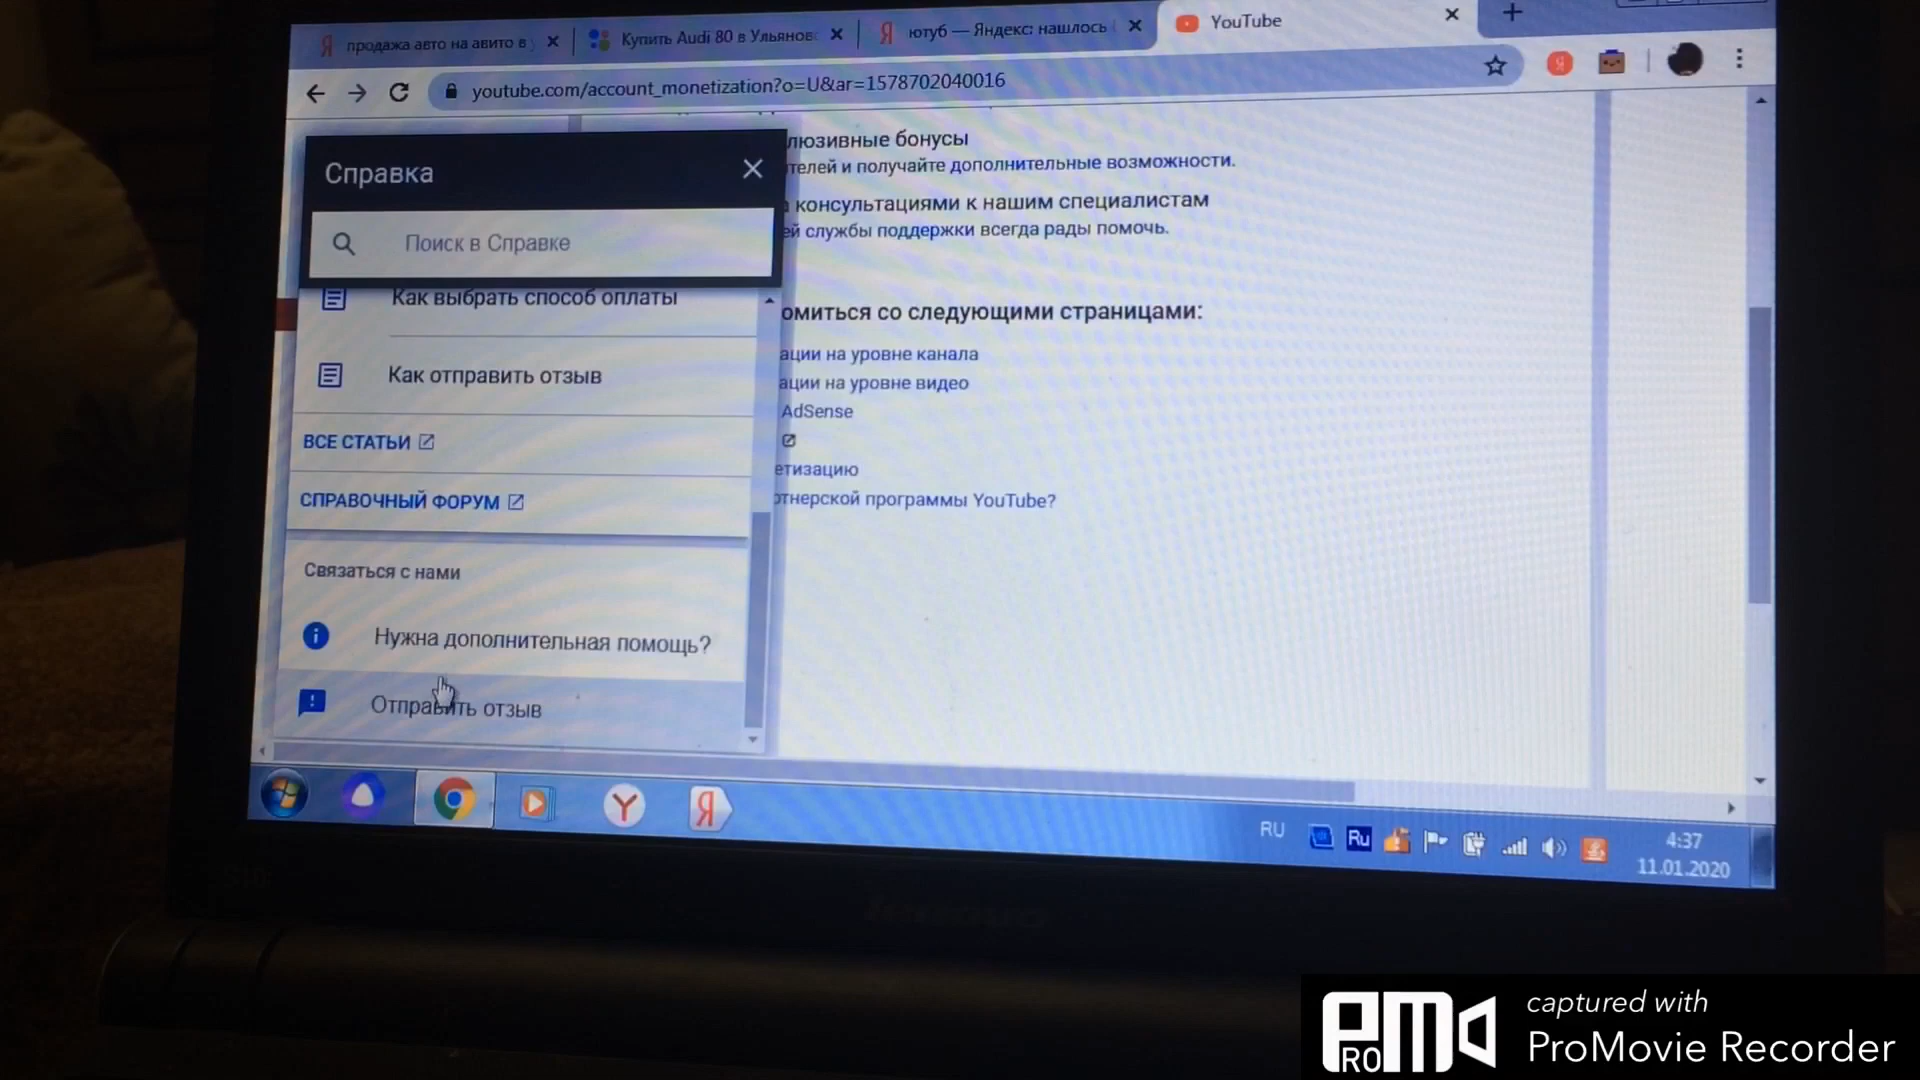 продажа авто на авито в
Купить Audi 80 в Ульянов
ютуб — Яндекс: нашлось
YouTube
youtube.com/account_monetization?o=U&ar=1578702040016
Справка
люзивные бонусы
телей и получайте дополнительные возможности.
Поиск в Справке
консультациями к нашим специалистам
ей службы поддержки всегда рады помочь.
Как выбрать способ оплаты
омиться со следующими страницами:
ации на уровне канала
Как отправить отзыв
ации на уровне видео
AdSense
ВСЕ СТАТЬИ
етизацию
СПРАВОЧНЫЙ ФОРУМ
ртнерской программы YouTube?
Связаться с нами
Нужна дополнительная помощь?
Отправить отзыв
RU
Ru
4:37
11.01.2020
PRO M
captured with
ProMovie Recorder